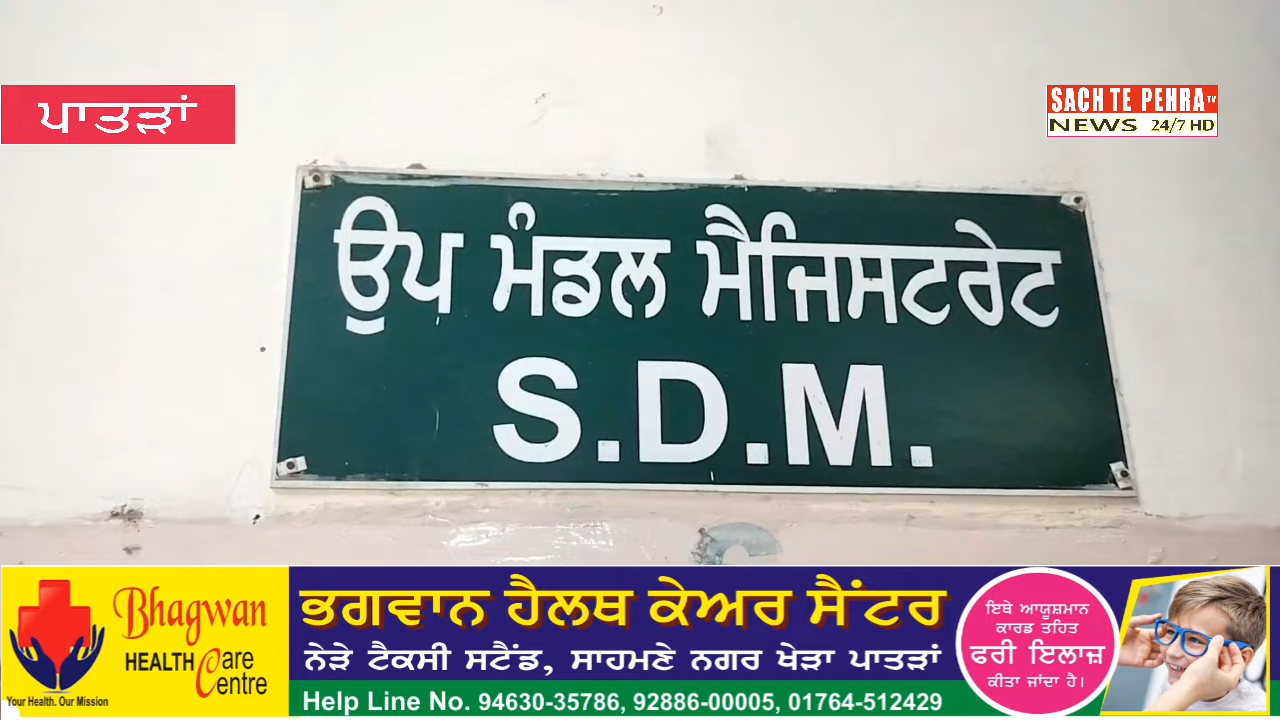 ਪਾਤੜਾਂ
SACH TE PEHRA TV
NEWS 24/7 HD
ਉਪ ਮੰਡਲ ਮੈਜਿਸਟਰੇਟ
S.D.M.
Bhagwan
HEALTH Care
Centre
Your Health. Our Mission
ਭਗਵਾਨ ਹੈਲਥ ਕੇਅਰ ਸੈਂਟਰ
ਨੇੜੇ ਟੈਕਸੀ ਸਟੈਂਡ, ਸਾਹਮਣੇ ਨਗਰ ਖੇੜਾ ਪਾਤੜਾਂ
Help Line No. 94630-35786, 92886-00005, 01764-512429
ਇਥੇ ਆਯੂਸ਼ਮਾਨ
ਕਾਰਡ ਤਹਿਤ
ਫਰੀ ਇਲਾਜ਼
ਕੀਤਾ ਜਾਂਦਾ ਹੈ।